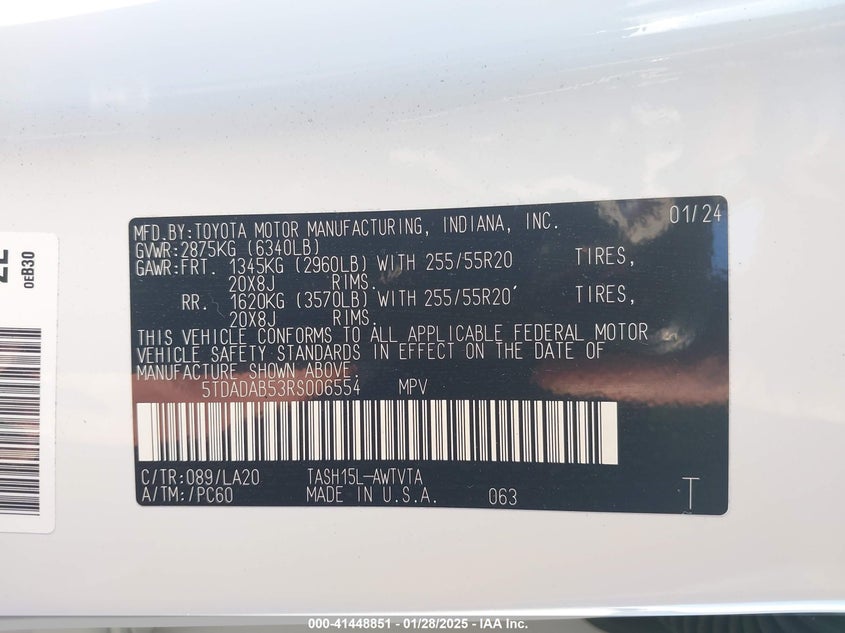 MFD.BY:TOYOTA MOTOR MANUFACTURING, INDIANA, INC. 01/24
GVWR:2875KG (6340LB)
GAWR:FRT. 1345KG (2960LB) WITH 255/55R20 TIRES,
20X8J RIMS.
RR. 1620KG (3570LB) WITH 255/55R20 TIRES,
20X8J RIMS.
THIS VEHICLE CONFORMS TO ALL APPLICABLE FEDERAL MOTOR
VEHICLE SAFETY STANDARDS IN EFFECT ON THE DATE OF
MANUFACTURE SHOWN ABOVE.
5TDADAB53RS006554 MPV
C/TR:089/LA20 TASH15L-AWTVTA
A/TM:/PC60 MADE IN U.S.A. 063 T
0EB30
000-41448851 - 01/28/2025 - IAA Inc.